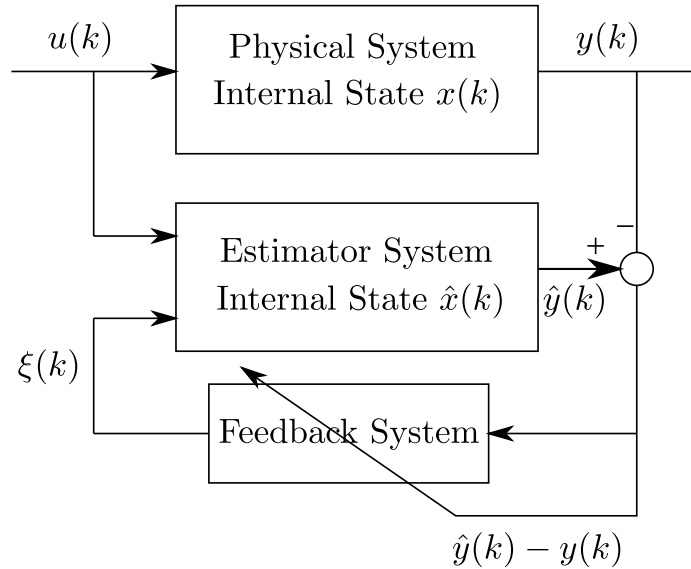 u(k)
Physical System
Internal State x(k)
y(k)
−
+
Estimator System
Internal State x̂(k)
ŷ(k)
ξ(k)
Feedback System
ŷ(k) − y(k)